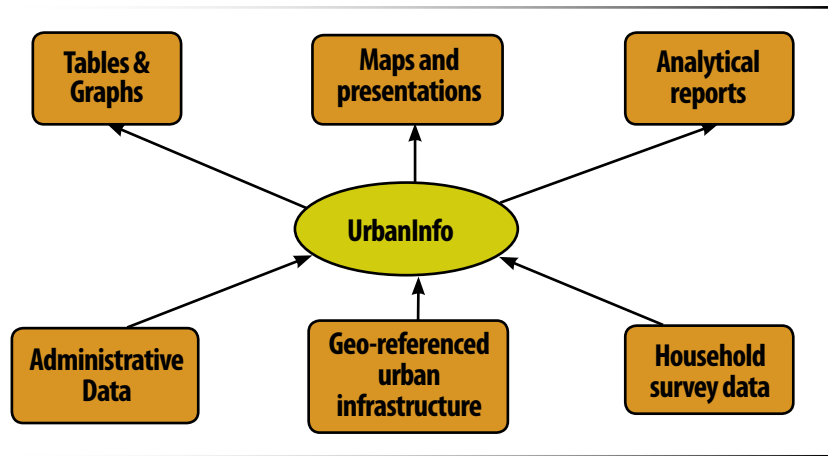 Tables &
Graphs
Maps and
presentations
Analytical
reports
UrbanInfo
Administrative
Data
Geo-referenced
urban
infrastructure
Household
survey data